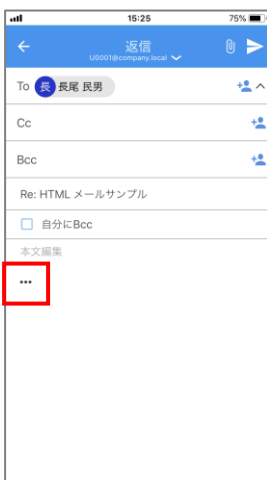 15:25
75%
返信
U0001@company.local
To 長 長尾 民男
Cc
Bcc
Re: HTML メールサンプル
自分にBcc
本文編集
•••